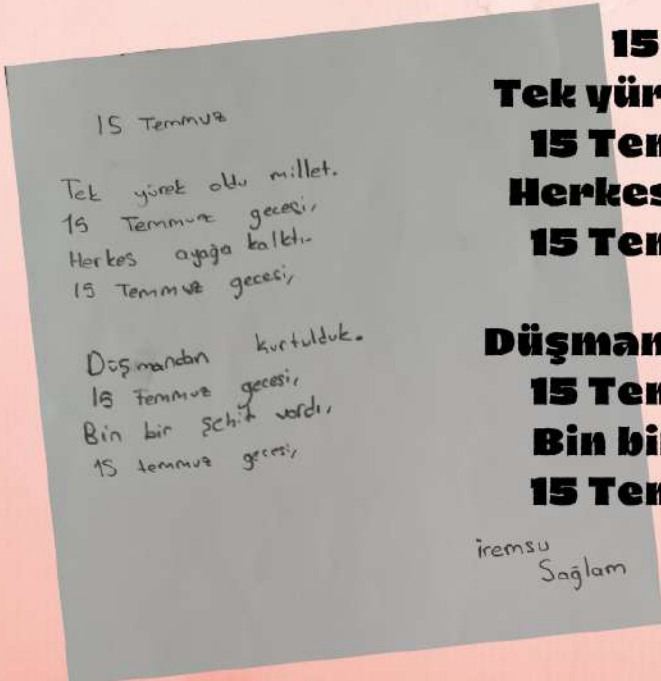 15 Temmuz
Tek yürek oldu millet.
15 Temmuz gecesi,
Herkes ayağa kalktı.
15 Temmuz gecesi,
Düşmandan kurtulduk.
15 Temmuz gecesi,
Bin bir şehit vardı,
15 temmuz gecesi,
iremsu
Sağlam
15
Tek yür
15 Tem
Herkes
15 Tem
Düşman
15 Tem
Bin bi
15 Tem